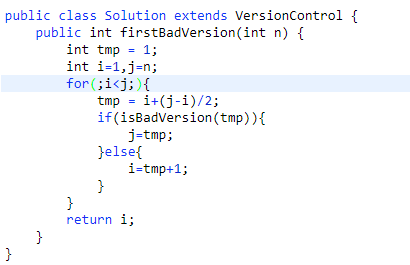 public class Solution extends VersionControl {
    public int firstBadVersion(int n) {
        int tmp = 1;
        int i=1,j=n;
        for(;i<j;){
            tmp = i+(j-i)/2;
            if(isBadVersion(tmp)){
                j=tmp;
            }else{
                i=tmp+1;
            }
        }
        return i;
    }
}